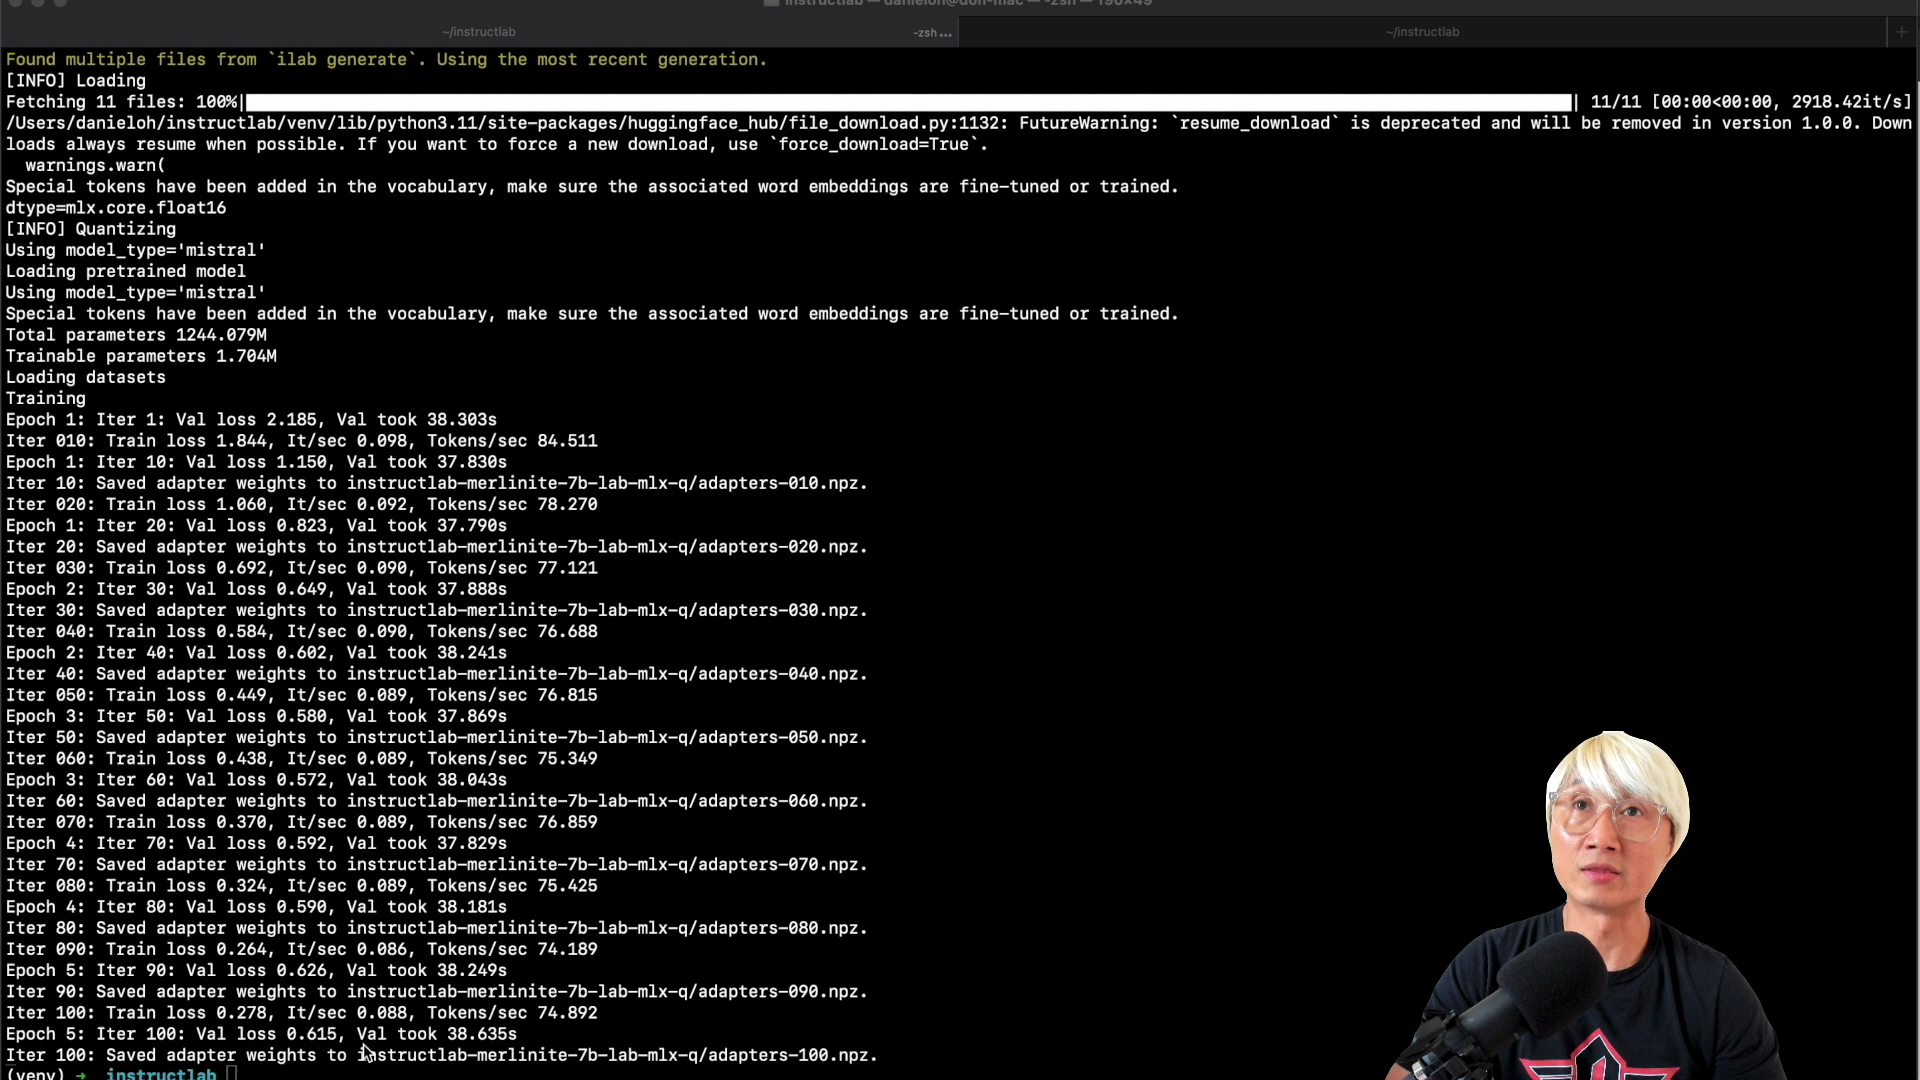 instructlab — danieloh@doh-mac — -zsh — 190×49
~/instructlab
-zsh …
~/instructlab
Found multiple files from `ilab generate`. Using the most recent generation.
[INFO] Loading
Fetching 11 files: 100%| | 11/11 [00:00<00:00, 2918.42it/s]
/Users/danieloh/instructlab/venv/lib/python3.11/site-packages/huggingface_hub/file_download.py:1132: FutureWarning: `resume_download` is deprecated and will be removed in version 1.0.0. Down
loads always resume when possible. If you want to force a new download, use `force_download=True`.
warnings.warn(
Special tokens have been added in the vocabulary, make sure the associated word embeddings are fine-tuned or trained.
dtype=mlx.core.float16
[INFO] Quantizing
Using model_type='mistral'
Loading pretrained model
Using model_type='mistral'
Special tokens have been added in the vocabulary, make sure the associated word embeddings are fine-tuned or trained.
Total parameters 1244.079M
Trainable parameters 1.704M
Loading datasets
Training
Epoch 1: Iter 1: Val loss 2.185, Val took 38.303s
Iter 010: Train loss 1.844, It/sec 0.098, Tokens/sec 84.511
Epoch 1: Iter 10: Val loss 1.150, Val took 37.830s
Iter 10: Saved adapter weights to instructlab-merlinite-7b-lab-mlx-q/adapters-010.npz.
Iter 020: Train loss 1.060, It/sec 0.092, Tokens/sec 78.270
Epoch 1: Iter 20: Val loss 0.823, Val took 37.790s
Iter 20: Saved adapter weights to instructlab-merlinite-7b-lab-mlx-q/adapters-020.npz.
Iter 030: Train loss 0.692, It/sec 0.090, Tokens/sec 77.121
Epoch 2: Iter 30: Val loss 0.649, Val took 37.888s
Iter 30: Saved adapter weights to instructlab-merlinite-7b-lab-mlx-q/adapters-030.npz.
Iter 040: Train loss 0.584, It/sec 0.090, Tokens/sec 76.688
Epoch 2: Iter 40: Val loss 0.602, Val took 38.241s
Iter 40: Saved adapter weights to instructlab-merlinite-7b-lab-mlx-q/adapters-040.npz.
Iter 050: Train loss 0.449, It/sec 0.089, Tokens/sec 76.815
Epoch 3: Iter 50: Val loss 0.580, Val took 37.869s
Iter 50: Saved adapter weights to instructlab-merlinite-7b-lab-mlx-q/adapters-050.npz.
Iter 060: Train loss 0.438, It/sec 0.089, Tokens/sec 75.349
Epoch 3: Iter 60: Val loss 0.572, Val took 38.043s
Iter 60: Saved adapter weights to instructlab-merlinite-7b-lab-mlx-q/adapters-060.npz.
Iter 070: Train loss 0.370, It/sec 0.089, Tokens/sec 76.859
Epoch 4: Iter 70: Val loss 0.592, Val took 37.829s
Iter 70: Saved adapter weights to instructlab-merlinite-7b-lab-mlx-q/adapters-070.npz.
Iter 080: Train loss 0.324, It/sec 0.089, Tokens/sec 75.425
Epoch 4: Iter 80: Val loss 0.590, Val took 38.181s
Iter 80: Saved adapter weights to instructlab-merlinite-7b-lab-mlx-q/adapters-080.npz.
Iter 090: Train loss 0.264, It/sec 0.086, Tokens/sec 74.189
Epoch 5: Iter 90: Val loss 0.626, Val took 38.249s
Iter 90: Saved adapter weights to instructlab-merlinite-7b-lab-mlx-q/adapters-090.npz.
Iter 100: Train loss 0.278, It/sec 0.088, Tokens/sec 74.892
Epoch 5: Iter 100: Val loss 0.615, Val took 38.635s
Iter 100: Saved adapter weights to instructlab-merlinite-7b-lab-mlx-q/adapters-100.npz.
(venv) → instructlab